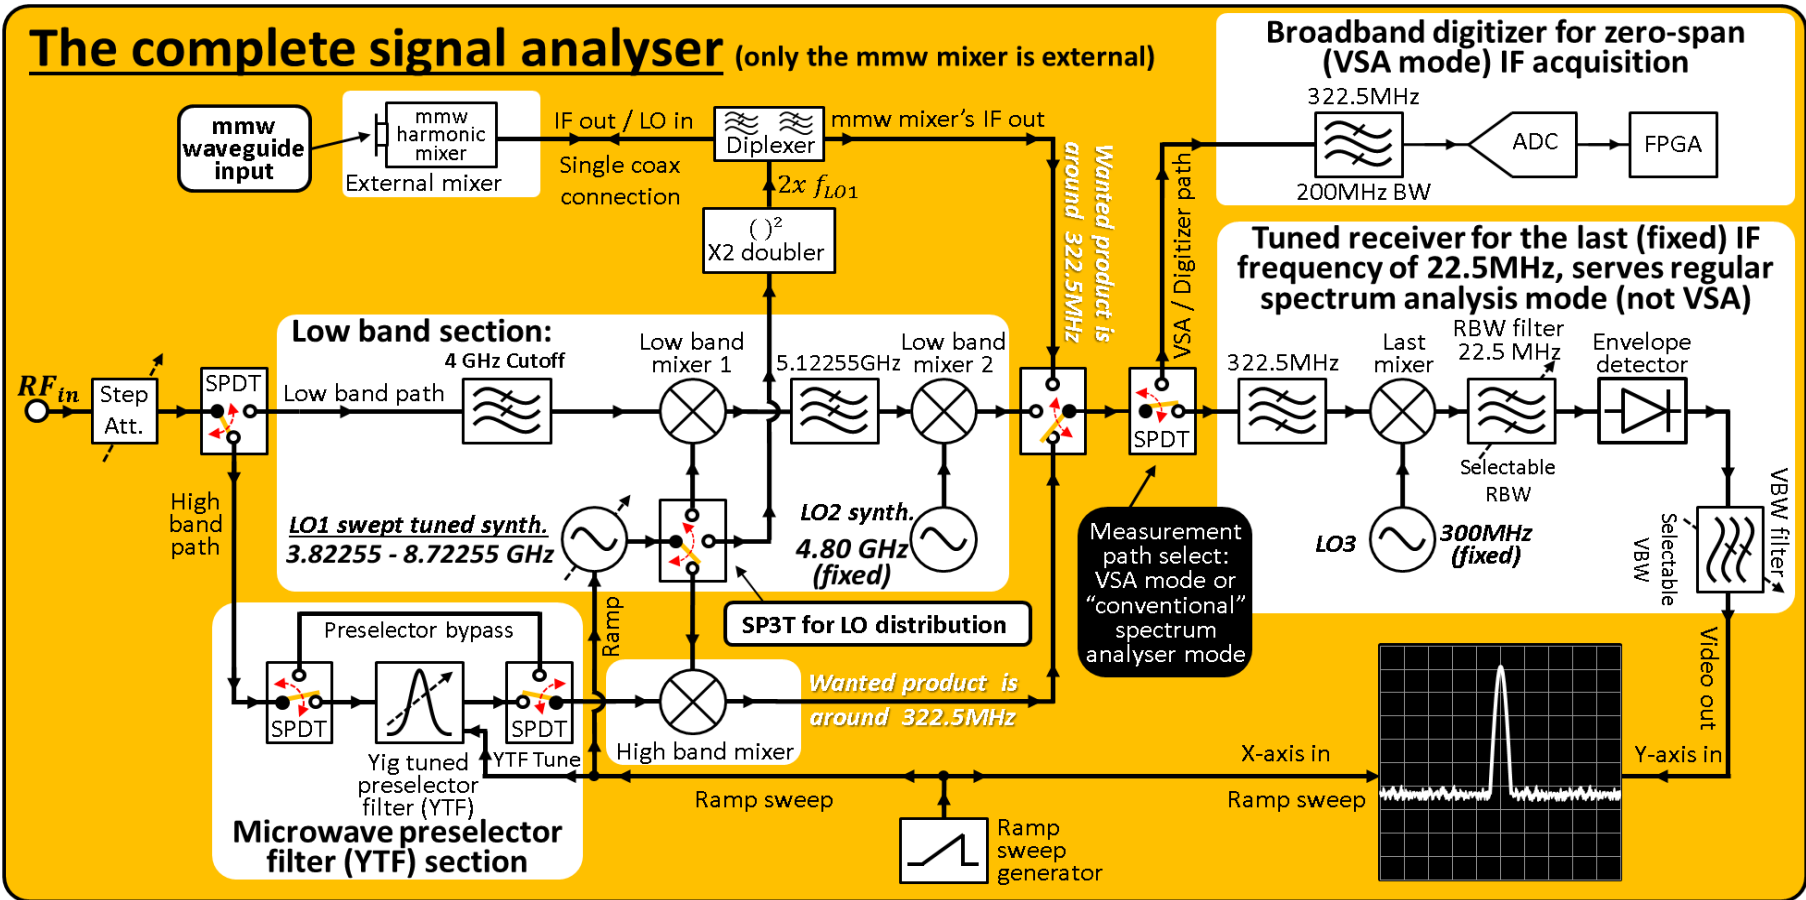 The complete signal analyser (only the mmw mixer is external)
Broadband digitizer for zero-span
(VSA mode) IF acquisition
322.5MHz
ADC
FPGA
200MHz BW
mmw
waveguide
input
mmw
harmonic
mixer
External mixer
IF out / LO in
Single coax
connection
Diplexer
mmw mixer's IF out
2x f_LO1
( )²
X2 doubler
Wanted product is
around 322.5MHz
VSA / Digitizer path
Tuned receiver for the last (fixed) IF
frequency of 22.5MHz, serves regular
spectrum analysis mode (not VSA)
Low band section:
4 GHz Cutoff
Low band
mixer 1
5.12255GHz
Low band
mixer 2
322.5MHz
Last
mixer
RBW filter
22.5 MHz
Envelope
detector
RF_in
Step
Att.
SPDT
Low band path
SPDT
Selectable
RBW
High
band
path
LO1 swept tuned synth.
3.82255 - 8.72255 GHz
LO2 synth.
4.80 GHz
(fixed)
Measurement
path select:
VSA mode or
“conventional”
spectrum
analyser mode
LO3
300MHz
(fixed)
VBW filter
Selectable
VBW
SP3T for LO distribution
Ramp
Preselector bypass
SPDT
SPDT
Yig tuned
preselector
filter (YTF)
YTF Tune
High band mixer
Wanted product is
around 322.5MHz
Microwave preselector
filter (YTF) section
Ramp sweep
Ramp
sweep
generator
X-axis in
Ramp sweep
Y-axis in
Video out